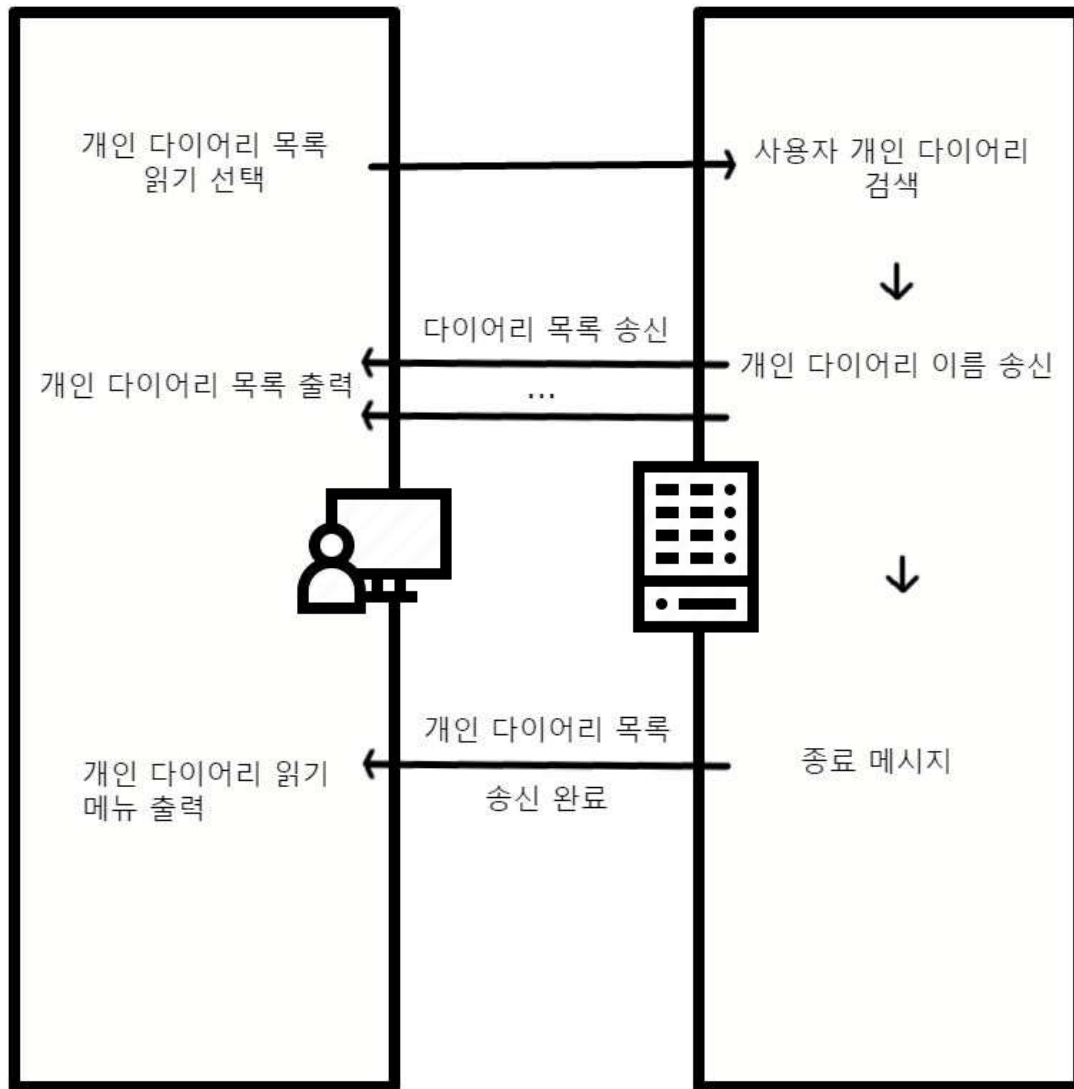 개인 다이어리 목록
읽기 선택
사용자 개인 다이어리
검색
다이어리 목록 송신
개인 다이어리 이름 송신
개인 다이어리 목록 출력
...
개인 다이어리 목록
송신 완료
종료 메시지
개인 다이어리 읽기
메뉴 출력